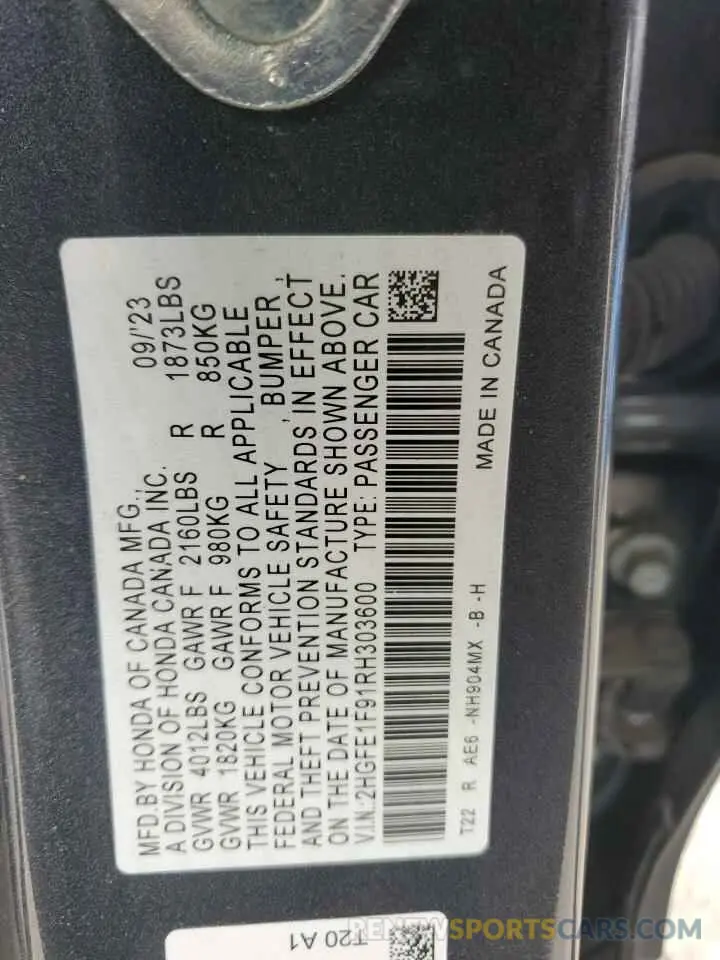 MFD.BY HONDA OF CANADA MFG.,
A DIVISION OF HONDA CANADA INC. 09/'23
GVWR 4012LBS GAWR F 2160LBS R 1873LBS
GVWR 1820KG GAWR F 980KG R 850KG
THIS VEHICLE CONFORMS TO ALL APPLICABLE
FEDERAL MOTOR VEHICLE SAFETY , BUMPER ,
AND THEFT PREVENTION STANDARDS IN EFFECT
ON THE DATE OF MANUFACTURE SHOWN ABOVE.
V.I.N.:2HGFE1F91RH303600 TYPE: PASSENGER CAR
T22 R AE6 -NH904MX -B -H
MADE IN CANADA
T20 A1
RENEWSPORTSCARS.COM